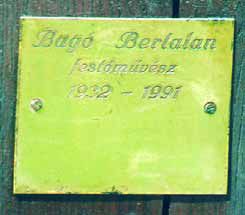 Bagó Bertalan
festőművész
1932 - 1991